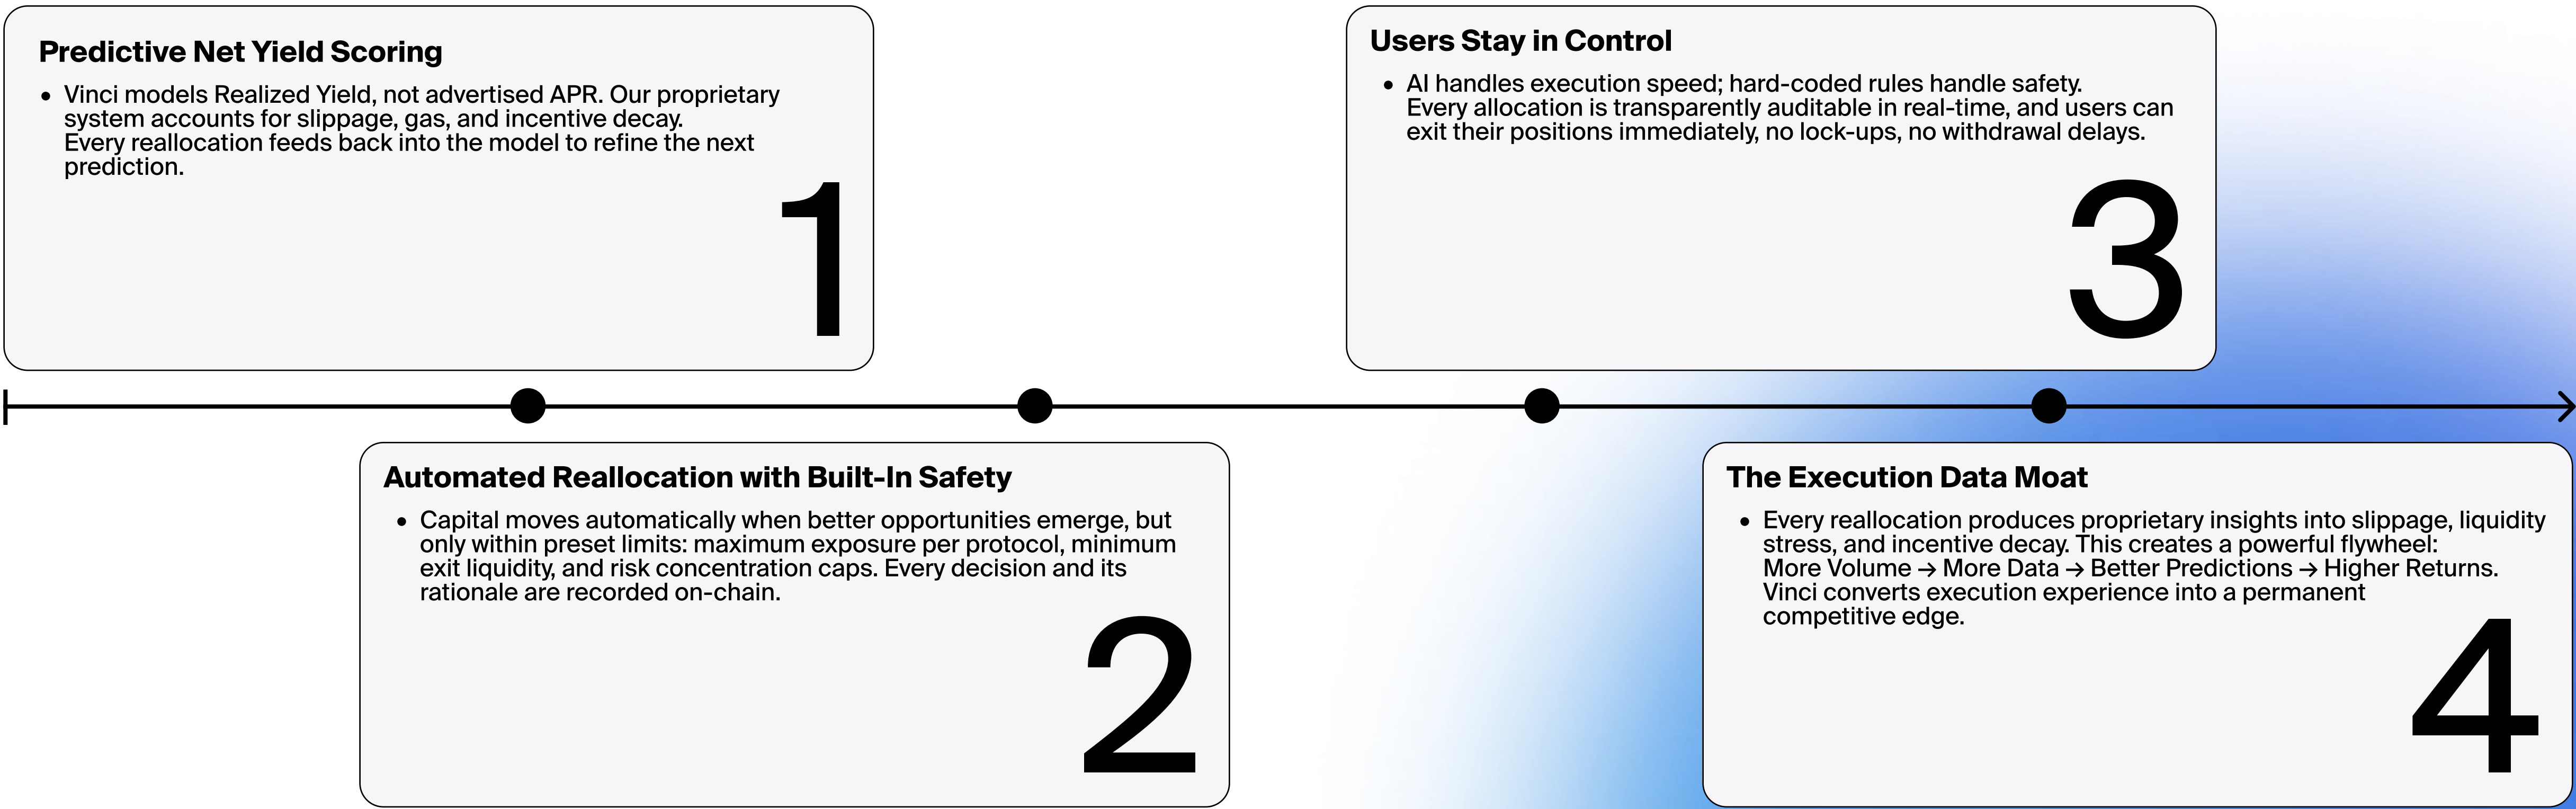 Predictive Net Yield Scoring
• Vinci models Realized Yield, not advertised APR. Our proprietary
system accounts for slippage, gas, and incentive decay.
Every reallocation feeds back into the model to refine the next
prediction.
1
Automated Reallocation with Built-In Safety
• Capital moves automatically when better opportunities emerge, but
only within preset limits: maximum exposure per protocol, minimum
exit liquidity, and risk concentration caps. Every decision and its
rationale are recorded on-chain.
2
Users Stay in Control
• AI handles execution speed; hard-coded rules handle safety.
Every allocation is transparently auditable in real-time, and users can
exit their positions immediately, no lock-ups, no withdrawal delays.
3
The Execution Data Moat
• Every reallocation produces proprietary insights into slippage, liquidity
stress, and incentive decay. This creates a powerful flywheel:
More Volume → More Data → Better Predictions → Higher Returns.
Vinci converts execution experience into a permanent
competitive edge.
4